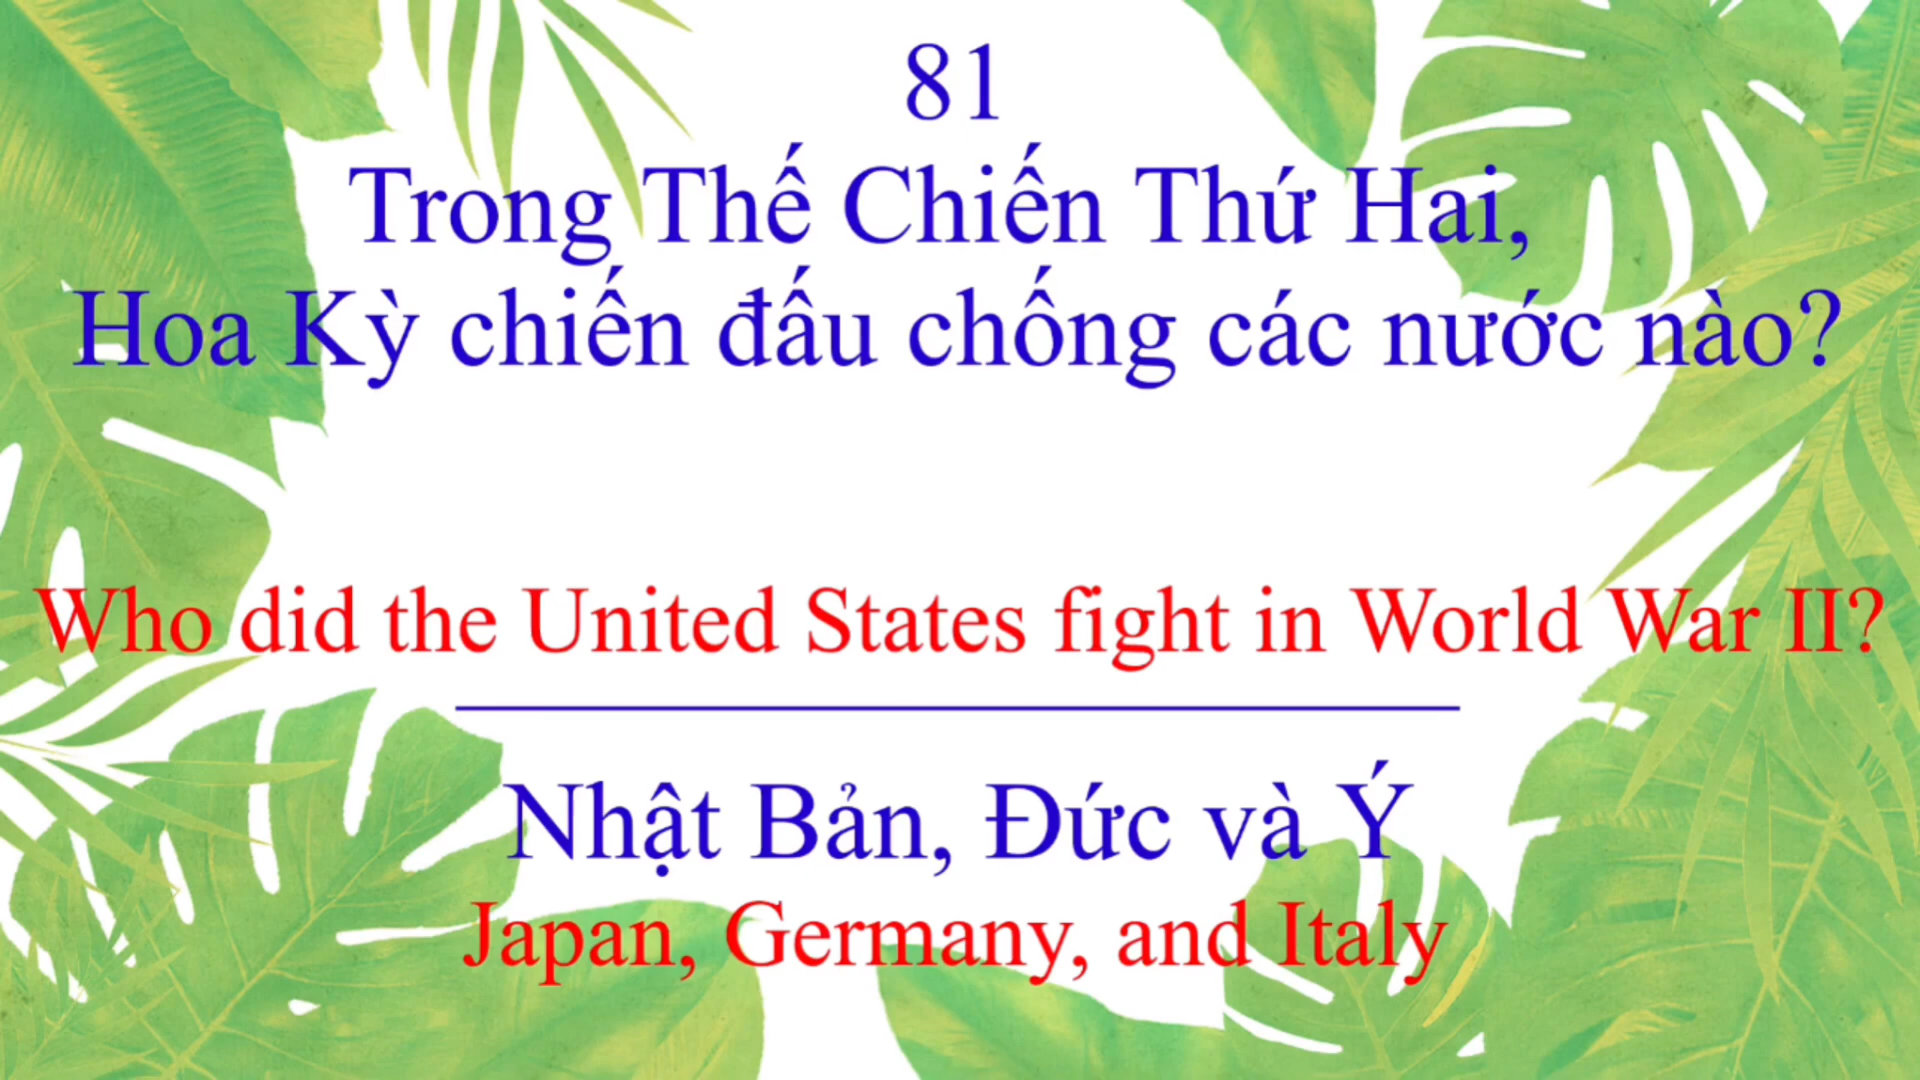 81
Trong Thế Chiến Thứ Hai,
Hoa Kỳ chiến đấu chống các nước nào?
Who did the United States fight in World War II?
Nhật Bản, Đức và Ý
Japan, Germany, and Italy